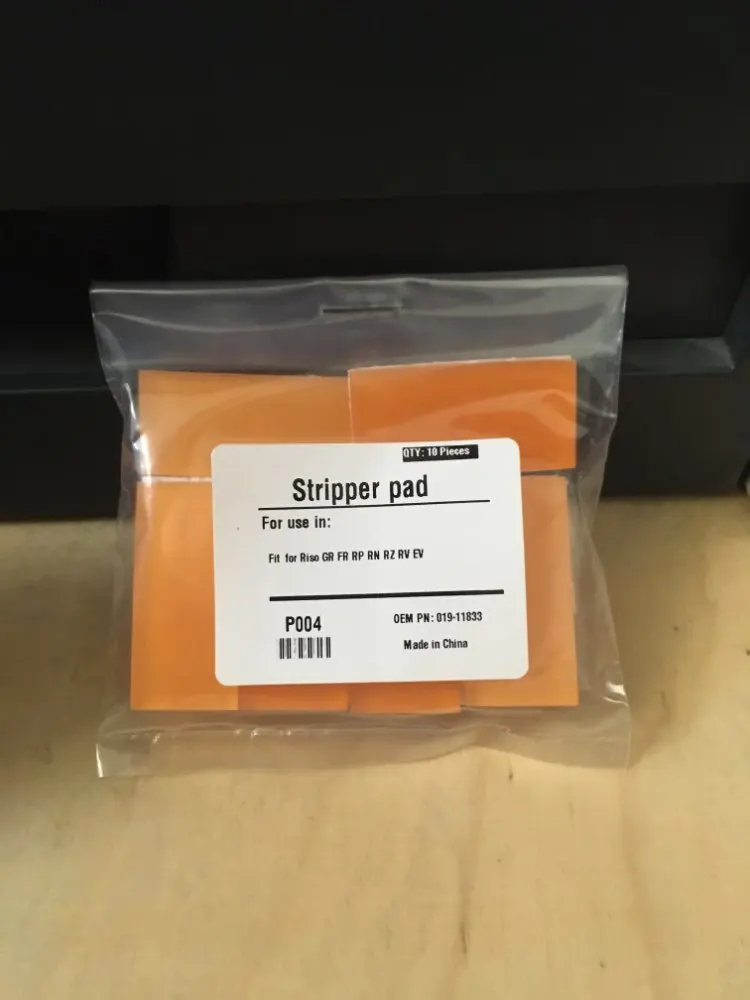 QTY: 10 Pieces
Stripper pad
For use in:
Fit for Riso GR FR RP RN RZ RV EV
P004
OEM PN: 019-11833
Made in China